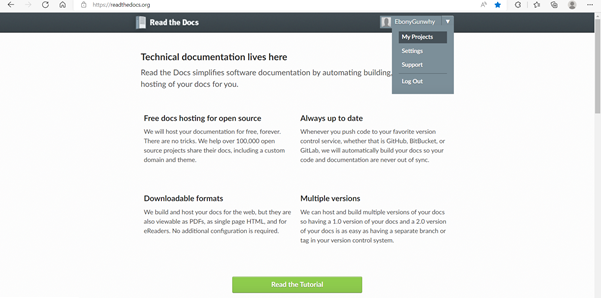 https://readthedocs.org
Read the Docs
EbonyGunwhy
My Projects
Settings
Support
Log Out
Technical documentation lives here
Read the Docs simplifies software documentation by automating building,
hosting of your docs for you.
Free docs hosting for open source
We will host your documentation for free, forever.
There are no tricks. We help over 100,000 open
source projects share their docs, including a custom
domain and theme.
Always up to date
Whenever you push code to your favorite version
control service, whether that is GitHub, BitBucket, or
GitLab, we will automatically build your docs so your
code and documentation are never out of sync.
Downloadable formats
We build and host your docs for the web, but they are
also viewable as PDFs, as single page HTML, and for
eReaders. No additional configuration is required.
Multiple versions
We can host and build multiple versions of your docs
so having a 1.0 version of your docs and a 2.0 version
of your docs is as easy as having a separate branch or
tag in your version control system.
Read the Tutorial